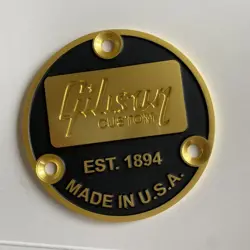 Gibson
CUSTOM
EST. 1894
MADE IN U.S.A.